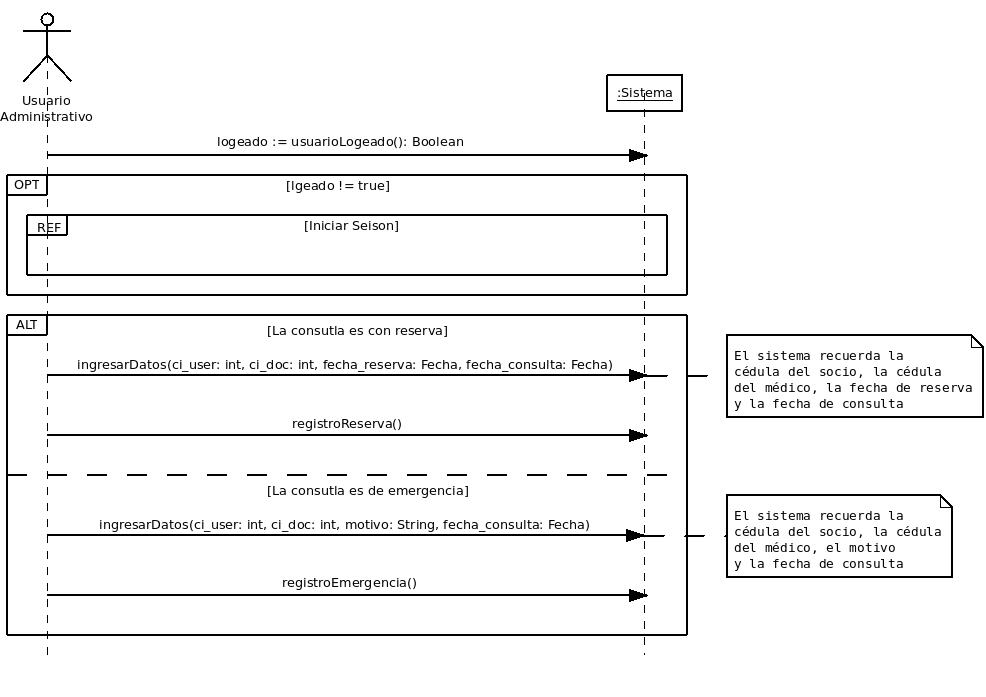 Usuario
Administrativo
:Sistema
logeado := usuarioLogeado(): Boolean
OPT
[lgeado != true]
REF
[Iniciar Seison]
ALT
[La consutla es con reserva]
ingresarDatos(ci_user: int, ci_doc: int, fecha_reserva: Fecha, fecha_consulta: Fecha)
El sistema recuerda la
cédula del socio, la cédula
del médico, la fecha de reserva
y la fecha de consulta
registroReserva()
[La consutla es de emergencia]
ingresarDatos(ci_user: int, ci_doc: int, motivo: String, fecha_consulta: Fecha)
El sistema recuerda la
cédula del socio, la cédula
del médico, el motivo
y la fecha de consulta
registroEmergencia()